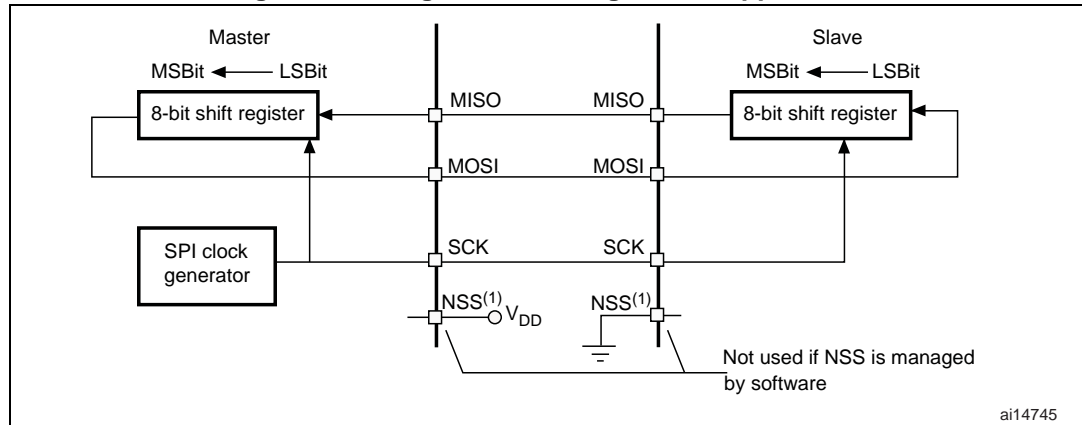 Master
Slave
MSBit LSBit
MSBit LSBit
8-bit shift register
MISO
MISO
8-bit shift register
MOSI
MOSI
SPI clock
generator
SCK
SCK
NSS(1)
VDD
NSS(1)
Not used if NSS is managed
by software
ai14745